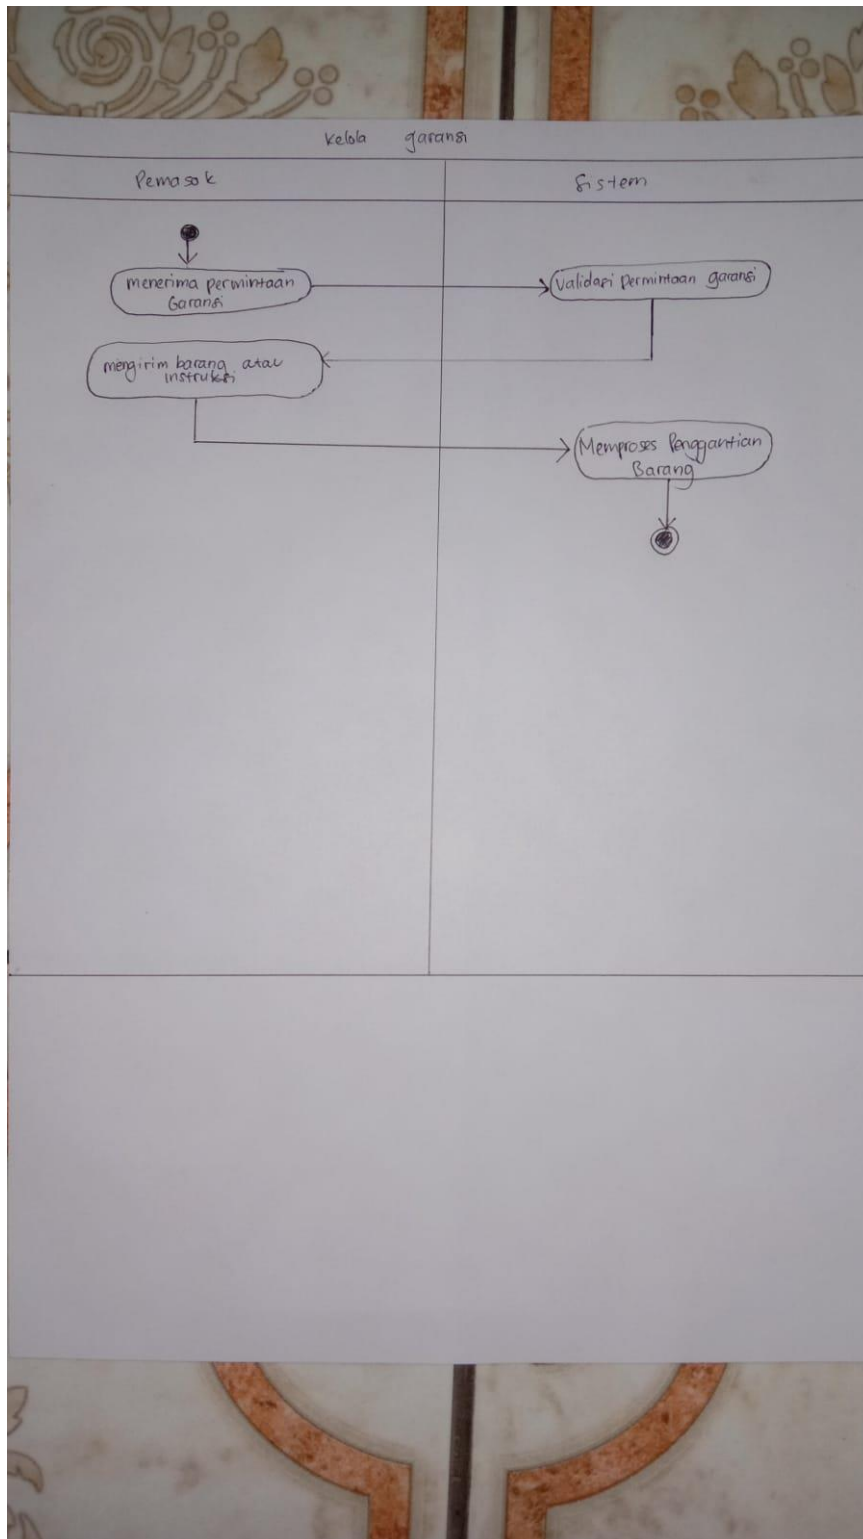 Kelola garansi
Pemasok
Sistem
menerima permintaan
Garansi
Validasi permintaan garansi
mengirim barang atau
instruksi
Memproses Penggantian
Barang